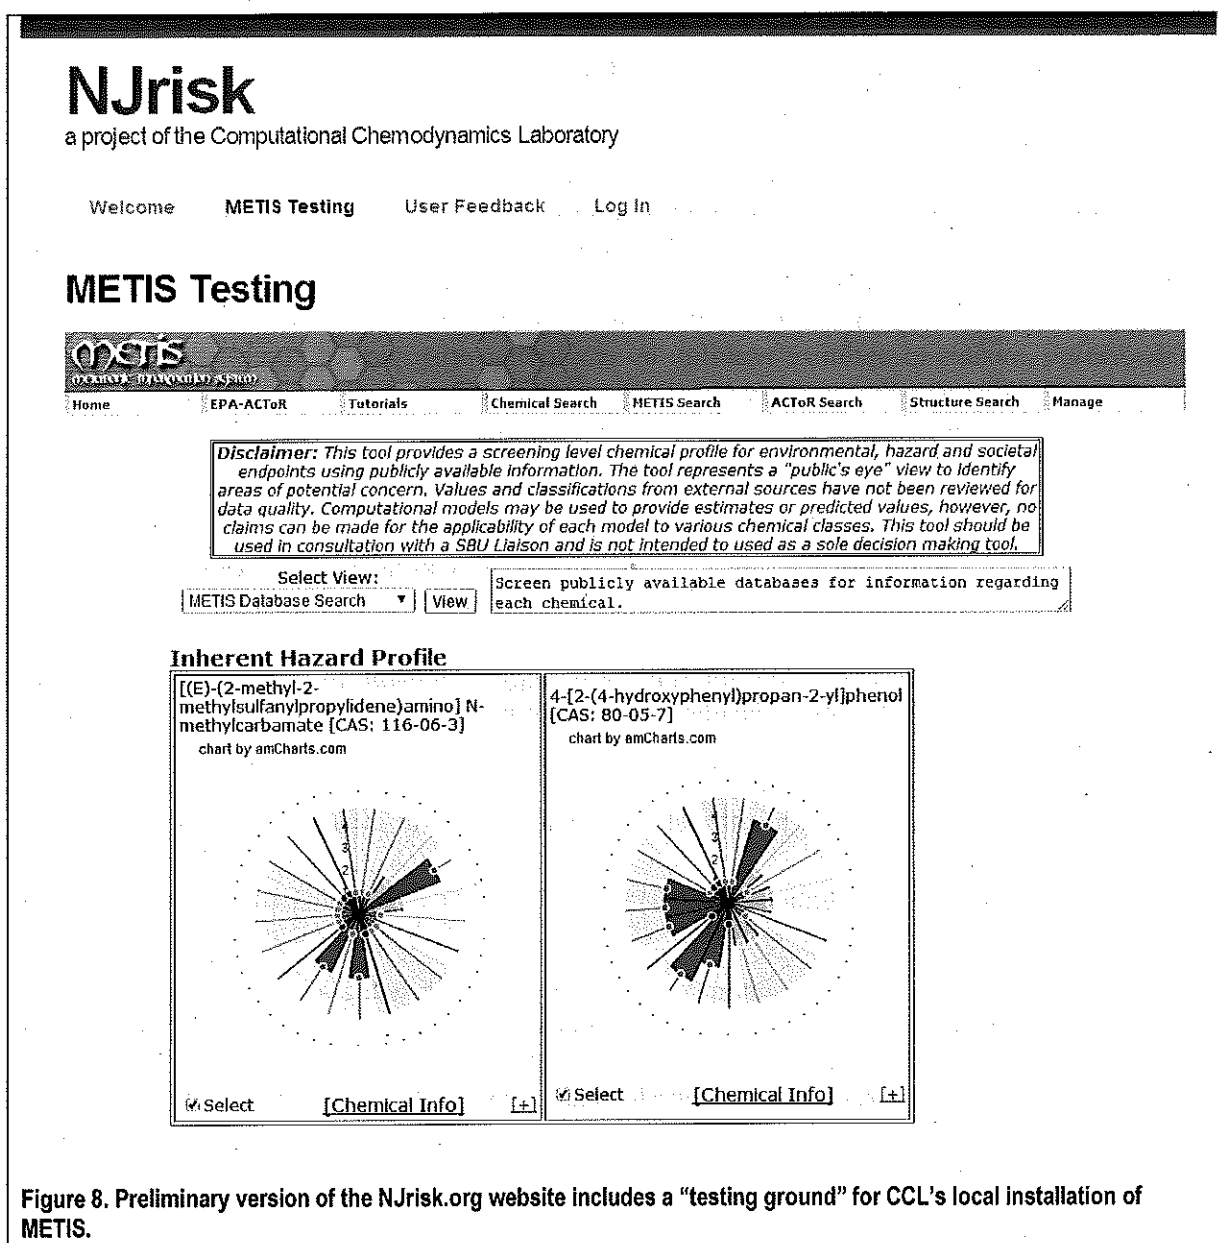 NJrisk
a project of the Computational Chemodynamics Laboratory
Welcome METIS Testing User Feedback Log In
METIS Testing
METIS
Home EPA-ACToR Tutorials Chemical Search METIS Search ACToR Search Structure Search Manage
Disclaimer: This tool provides a screening level chemical profile for environmental, hazard and societal
endpoints using publicly available information. The tool represents a "public's eye" view to identify
areas of potential concern. Values and classifications from external sources have not been reviewed for
data quality. Computational models may be used to provide estimates or predicted values, however, no
claims can be made for the applicability of each model to various chemical classes. This tool should be
used in consultation with a SBU Liaison and is not intended to used as a sole decision making tool.
Select View:
METIS Database Search View
Screen publicly available databases for information regarding
each chemical.
Inherent Hazard Profile
[(E)-(2-methyl-2-
methylsulfanylpropylidene)amino] N-
methylcarbamate [CAS: 116-06-3]
chart by amCharts.com
4
3
2
Select [Chemical Info] [+]
4-[2-(4-hydroxyphenyl)propan-2-yl]phenol
[CAS: 80-05-7]
chart by amCharts.com
4
3
2
Select [Chemical Info] [+]
Figure 8. Preliminary version of the NJrisk.org website includes a “testing ground” for CCL’s local installation of
METIS.